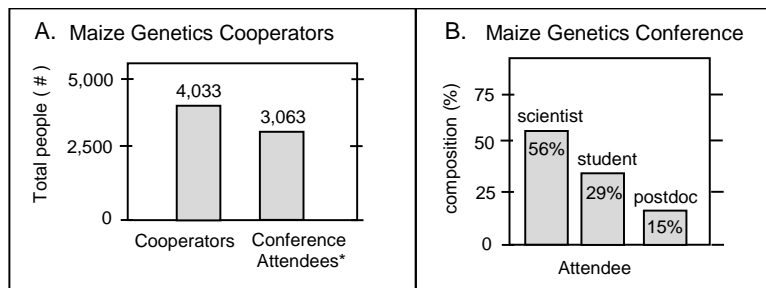 A. Maize Genetics Cooperators
Total people ( # )
5,000
2,500
0
4,033
3,063
Cooperators
Conference
Attendees*
B. Maize Genetics Conference
composition (%)
75
50
25
0
scientist
56%
student
29%
postdoc
15%
Attendee